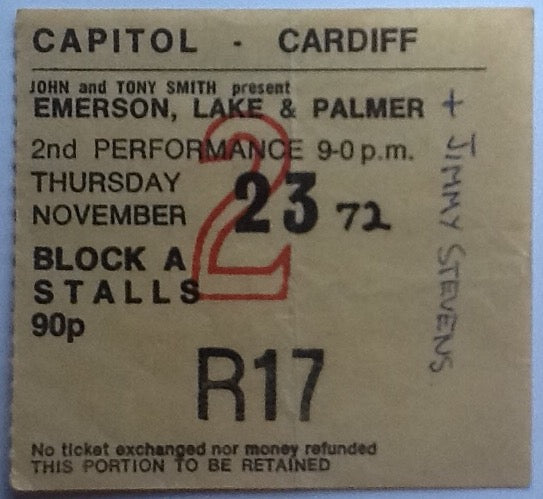 CAPITOL - CARDIFF
JOHN and TONY SMITH present
EMERSON, LAKE & PALMER
2nd PERFORMANCE 9-0 p.m.
THURSDAY
NOVEMBER 23 72
2
BLOCK A
STALLS
90p
R17
No ticket exchanged nor money refunded
THIS PORTION TO BE RETAINED
+ JIMMY STEVENS.